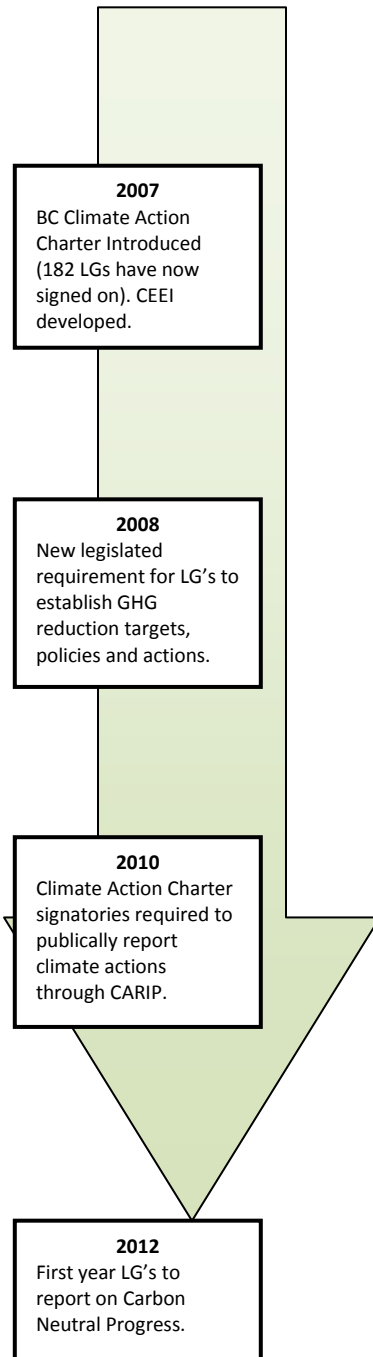 2007
BC Climate Action
Charter Introduced
(182 LGs have now
signed on). CEEI
developed.
2008
New legislated
requirement for LG's to
establish GHG
reduction targets,
policies and actions.
2010
Climate Action Charter
signatories required to
publically report
climate actions
through CARIP.
2012
First year LG's to
report on Carbon
Neutral Progress.